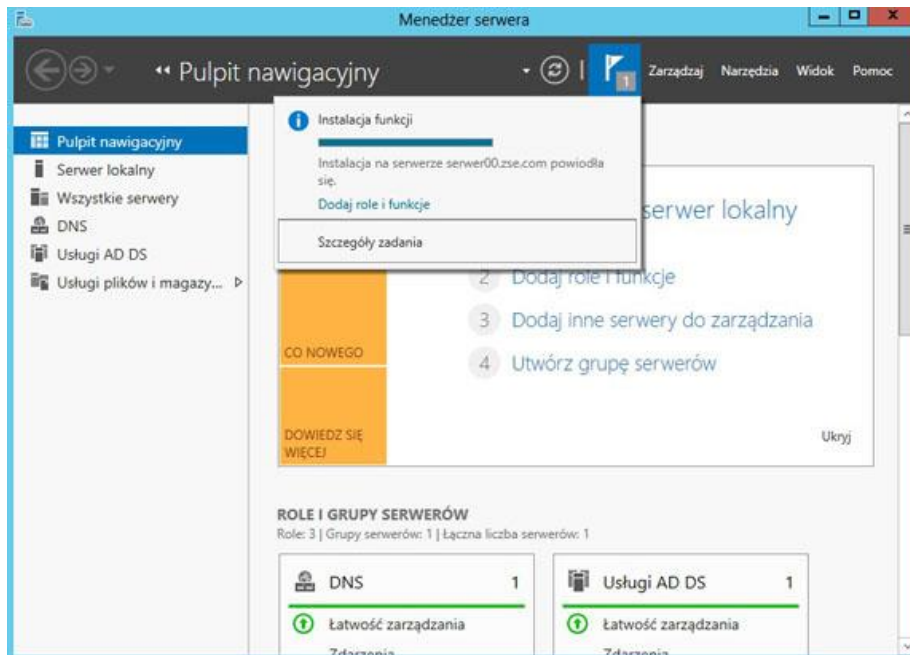 Menedżer serwera
Pulpit nawigacyjny
1
Zarządzaj Narzędzia Widok Pomoc
Pulpit nawigacyjny
Serwer lokalny
Wszystkie serwery
DNS
Usługi AD DS
Usługi plików i magazy...
Instalacja funkcji
Instalacja na serwerze serwer00.zse.com powiodła
się.
Dodaj role i funkcje
Szczegóły zadania
serwer lokalny
2 Dodaj role i funkcje
3 Dodaj inne serwery do zarządzania
4 Utwórz grupę serwerów
CO NOWEGO
DOWIEDZ SIĘ
WIĘCEJ
Ukryj
ROLE I GRUPY SERWERÓW
Role: 3 | Grupy serwerów: 1 | Łączna liczba serwerów: 1
DNS 1
Łatwość zarządzania
Zdarzenia
Usługi AD DS 1
Łatwość zarządzania
Zdarzenia